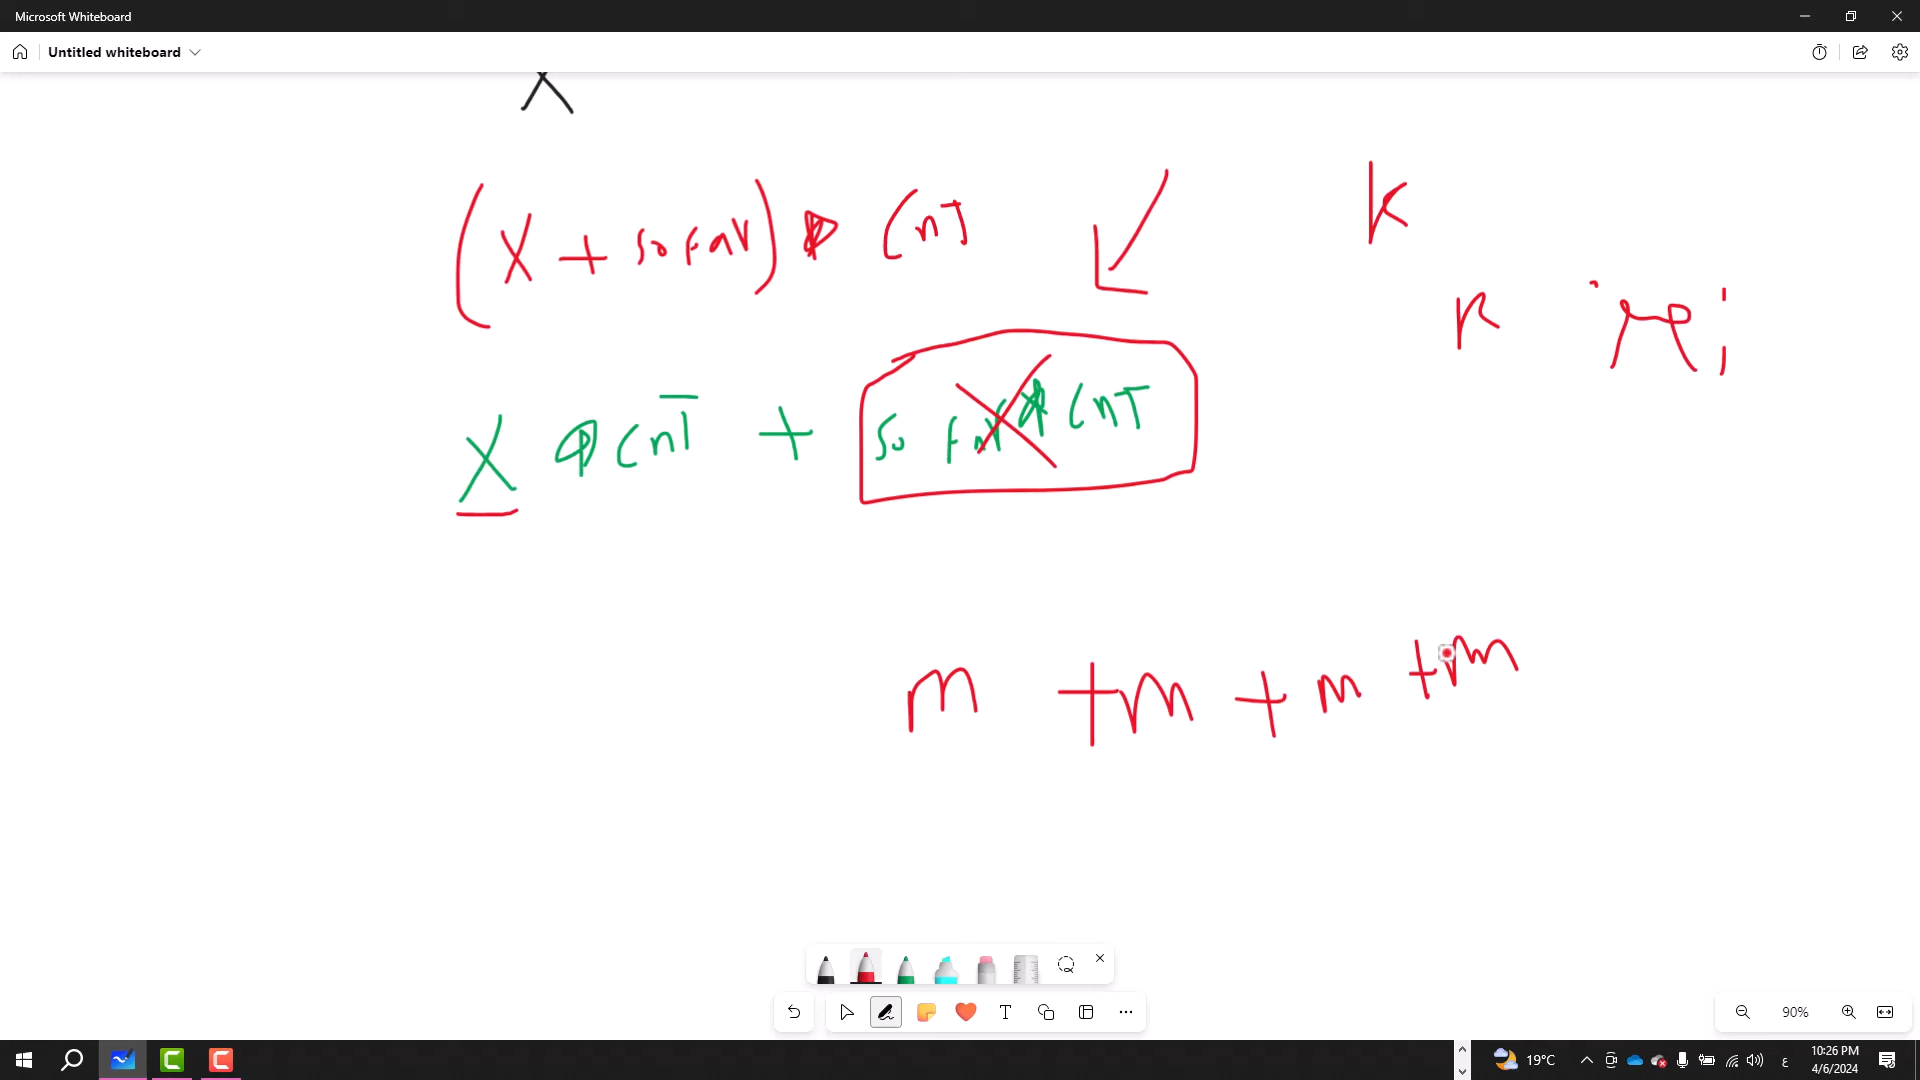 Microsoft Whiteboard
Untitled whiteboard
X
(X + so far) * CnT
K
K
X * CnT + so far * CnT
m + m + m + m
90%
19°C
ع
10:26 PM
4/6/2024